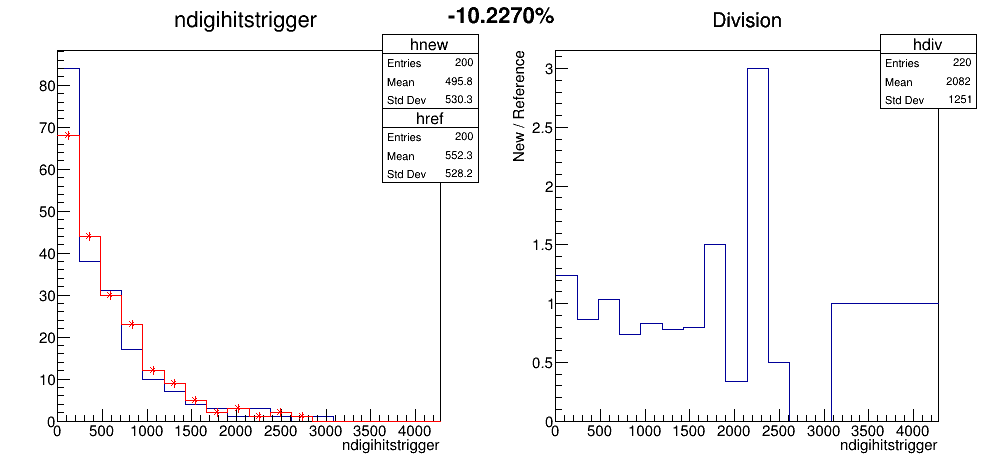 -10.2270%
ndigihitstrigger
hnew
Entries 200
Mean 495.8
Std Dev 530.3
href
Entries 200
Mean 552.3
Std Dev 528.2
80
70
60
50
40
30
20
10
0
0 500 1000 1500 2000 2500 3000 3500 4000
ndigihitstrigger
Division
hdiv
Entries 220
Mean 2082
Std Dev 1251
New / Reference
3
2.5
2
1.5
1
0.5
0
0 500 1000 1500 2000 2500 3000 3500 4000
ndigihitstrigger